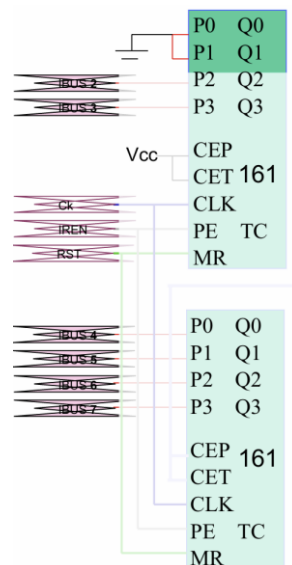 P0 Q0
P1 Q1
IBUS 2 P2 Q2
IBUS 3 P3 Q3
Vcc CEP
CET 161
Ck CLK
IREN PE TC
RST MR
IBUS 4 P0 Q0
IBUS 5 P1 Q1
IBUS 6 P2 Q2
IBUS 7 P3 Q3
CEP
CET 161
CLK
PE TC
MR